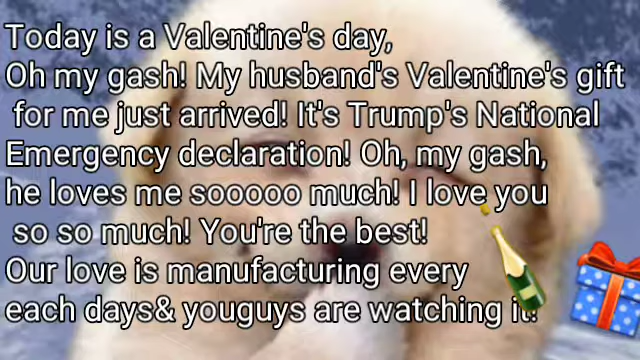 Today is a Valentine's day,
Oh my gash! My husband's Valentine's gift
for me just arrived! It's Trump's National
Emergency declaration! Oh, my gash,
he loves me sooooo much! I love you
so so much! You're the best!
Our love is manufacturing every
each days& youguys are watching it!